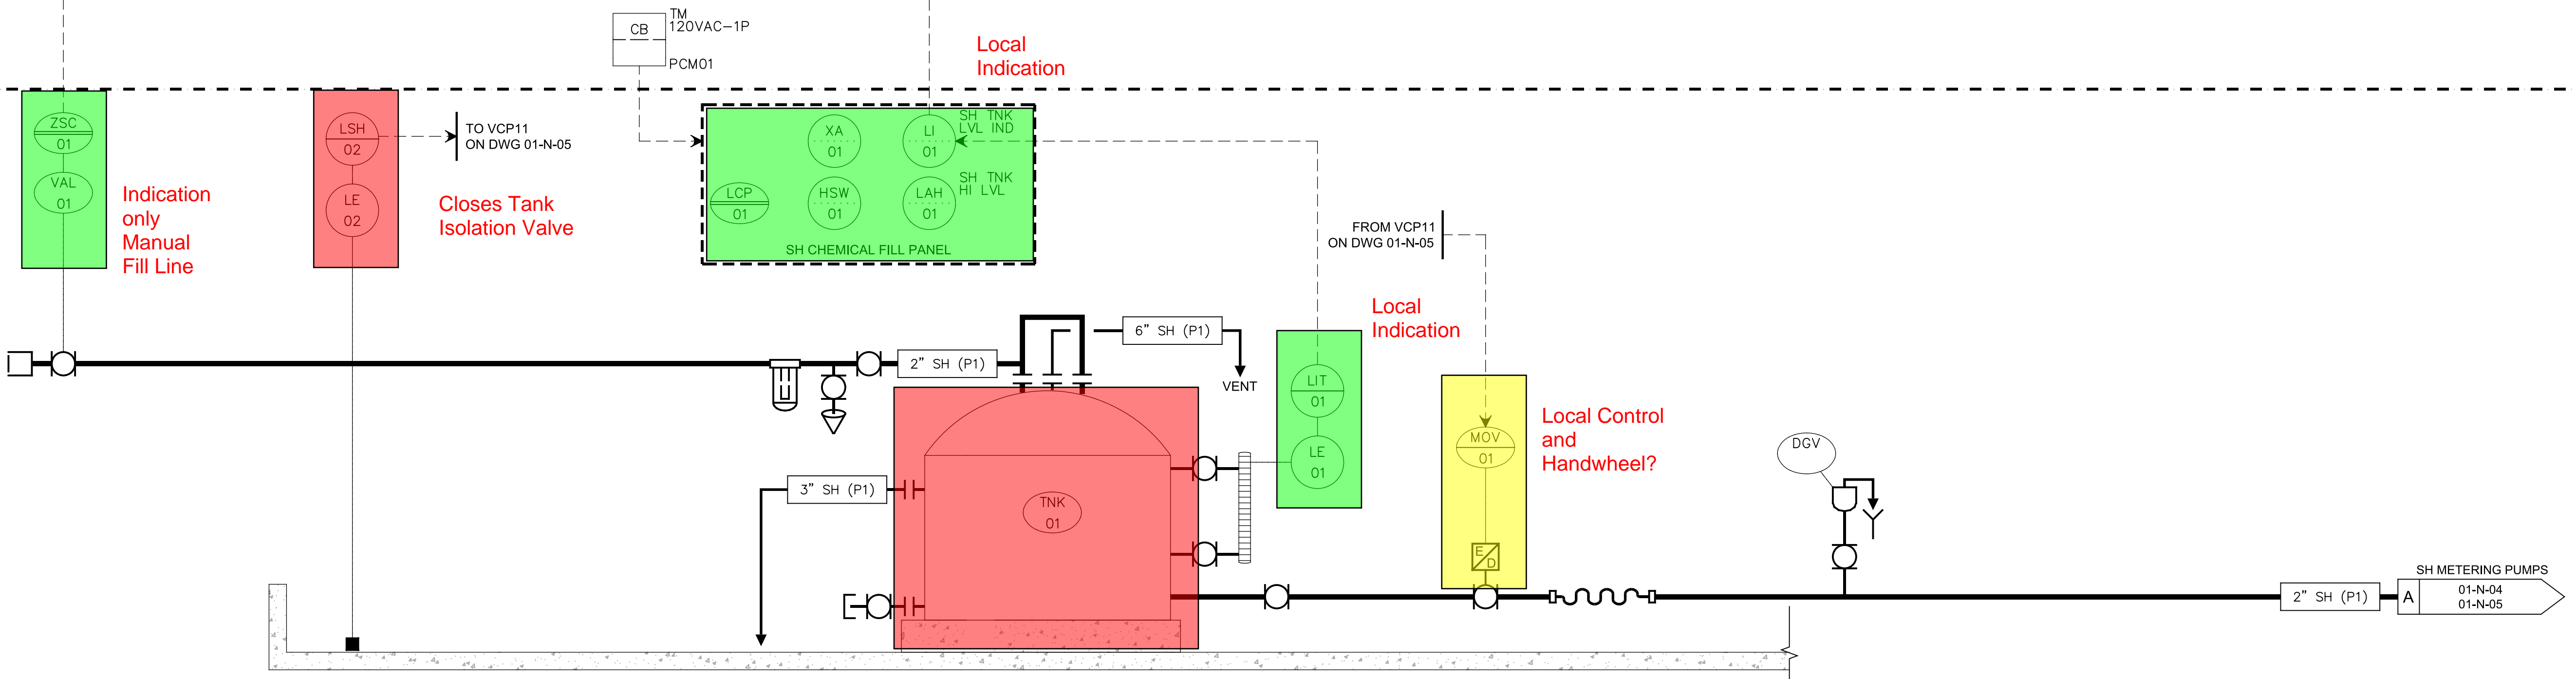 TM
CB
120VAC-1P
PCM01
Local
Indication
ZSC
01
VAL
01
Indication
only
Manual
Fill Line
LSH
02
LE
02
TO VCP11
ON DWG 01-N-05
Closes Tank
Isolation Valve
XA
01
LI
01
SH TNK
LVL IND
LCP
01
HSW
01
LAH
01
SH TNK
HI LVL
SH CHEMICAL FILL PANEL
FROM VCP11
ON DWG 01-N-05
Local
Indication
2" SH (P1)
6" SH (P1)
VENT
LIT
01
LE
01
MOV
01
E
D
Local Control
and
Handwheel?
DGV
3" SH (P1)
TNK
01
2" SH (P1)
SH METERING PUMPS
A
01-N-04
01-N-05